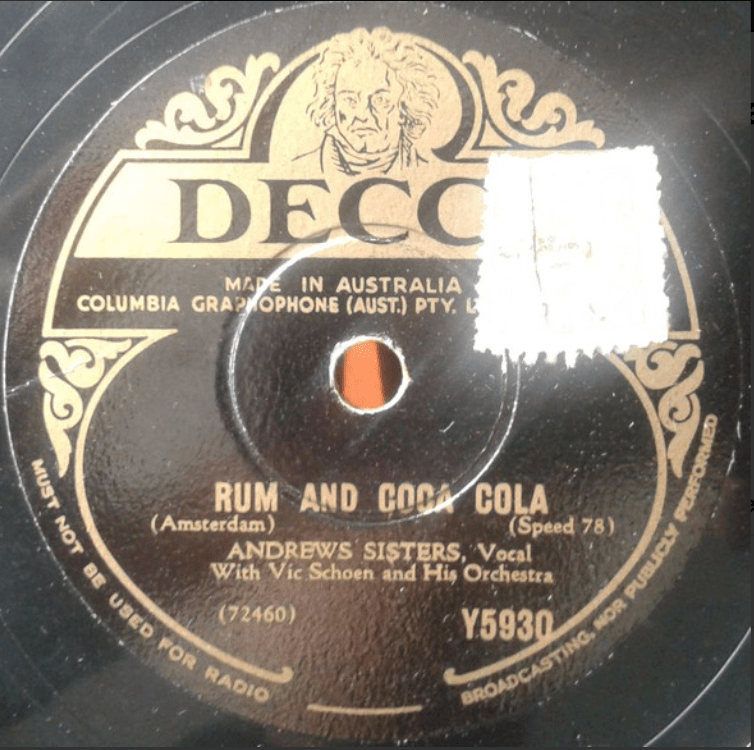 DECC
MADE IN AUSTRALIA
COLUMBIA GRAPHOPHONE (AUST.) PTY. L
RUM AND COCA COLA
(Amsterdam) (Speed 78)
ANDREWS SISTERS, Vocal
With Vic Schoen and His Orchestra
(72460) Y5930
MUST NOT BE USED FOR RADIO
BROADCASTING, NOR PUBLICLY PERFORMED